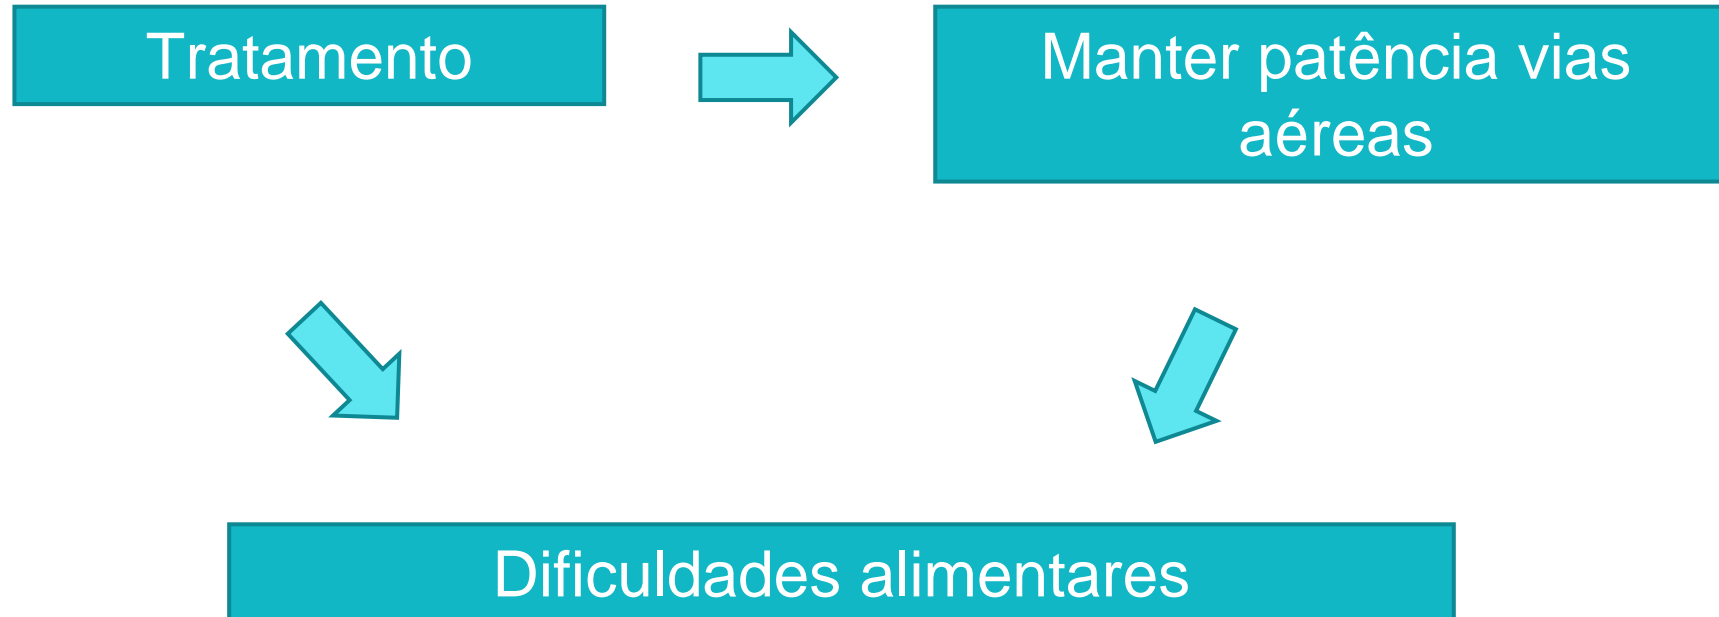 Tratamento
Manter patência vias
aéreas
Dificuldades alimentares